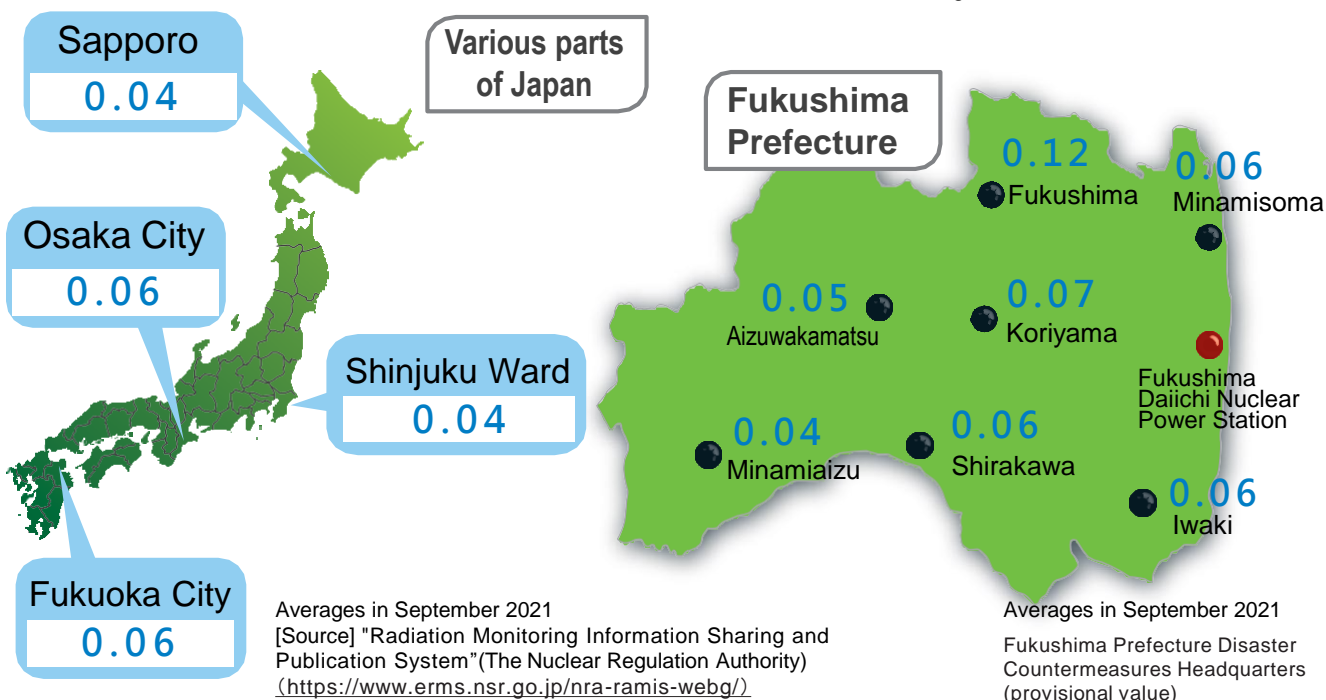 Various parts
of Japan
Sapporo
0.04
Osaka City
0.06
Shinjuku Ward
0.04
Fukuoka City
0.06
Averages in September 2021
[Source] "Radiation Monitoring Information Sharing and
Publication System”(The Nuclear Regulation Authority)
（https://www.erms.nsr.go.jp/nra-ramis-webg/）
Fukushima
Prefecture
0.12
Fukushima
0.06
Minamisoma
0.05
Aizuwakamatsu
0.07
Koriyama
Fukushima
Daiichi Nuclear
Power Station
0.04
Minamiaizu
0.06
Shirakawa
0.06
Iwaki
Averages in September 2021
Fukushima Prefecture Disaster
Countermeasures Headquarters
(provisional value)